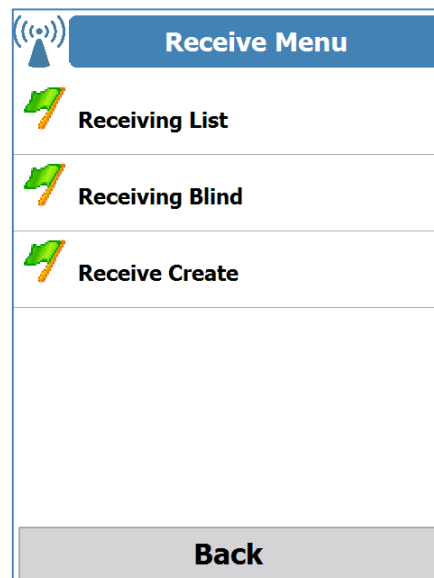 Receive Menu
Receiving List
Receiving Blind
Receive Create
Back